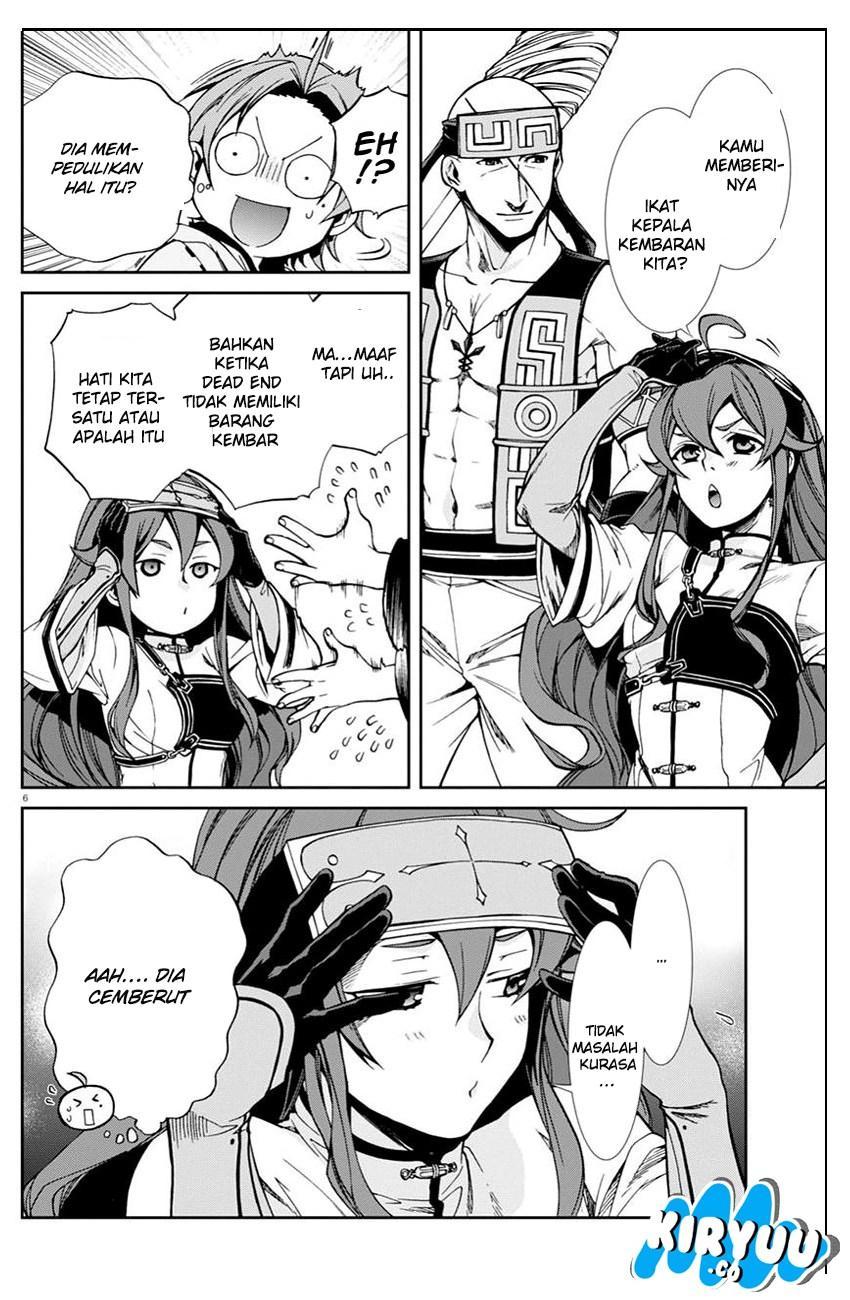 KAMU
MEMBERI-
NYA
IKAT
KEPALA
KEMBARAN
KITA?
EH
!?
DIA MEM-
PEDULIKAN
HAL ITU?
MA...MAAF
TAPI UH..
BAHKAN
KETIKA
DEAD END
TIDAK MEMILIKI
BARANG
KEMBAR
HATI KITA
TETAP TER-
SATU ATAU
APALAH ITU
6
...
TIDAK
MASALAH
KURASA
...
AAH.... DIA
CEMBERUT
KIRYUU
.CO